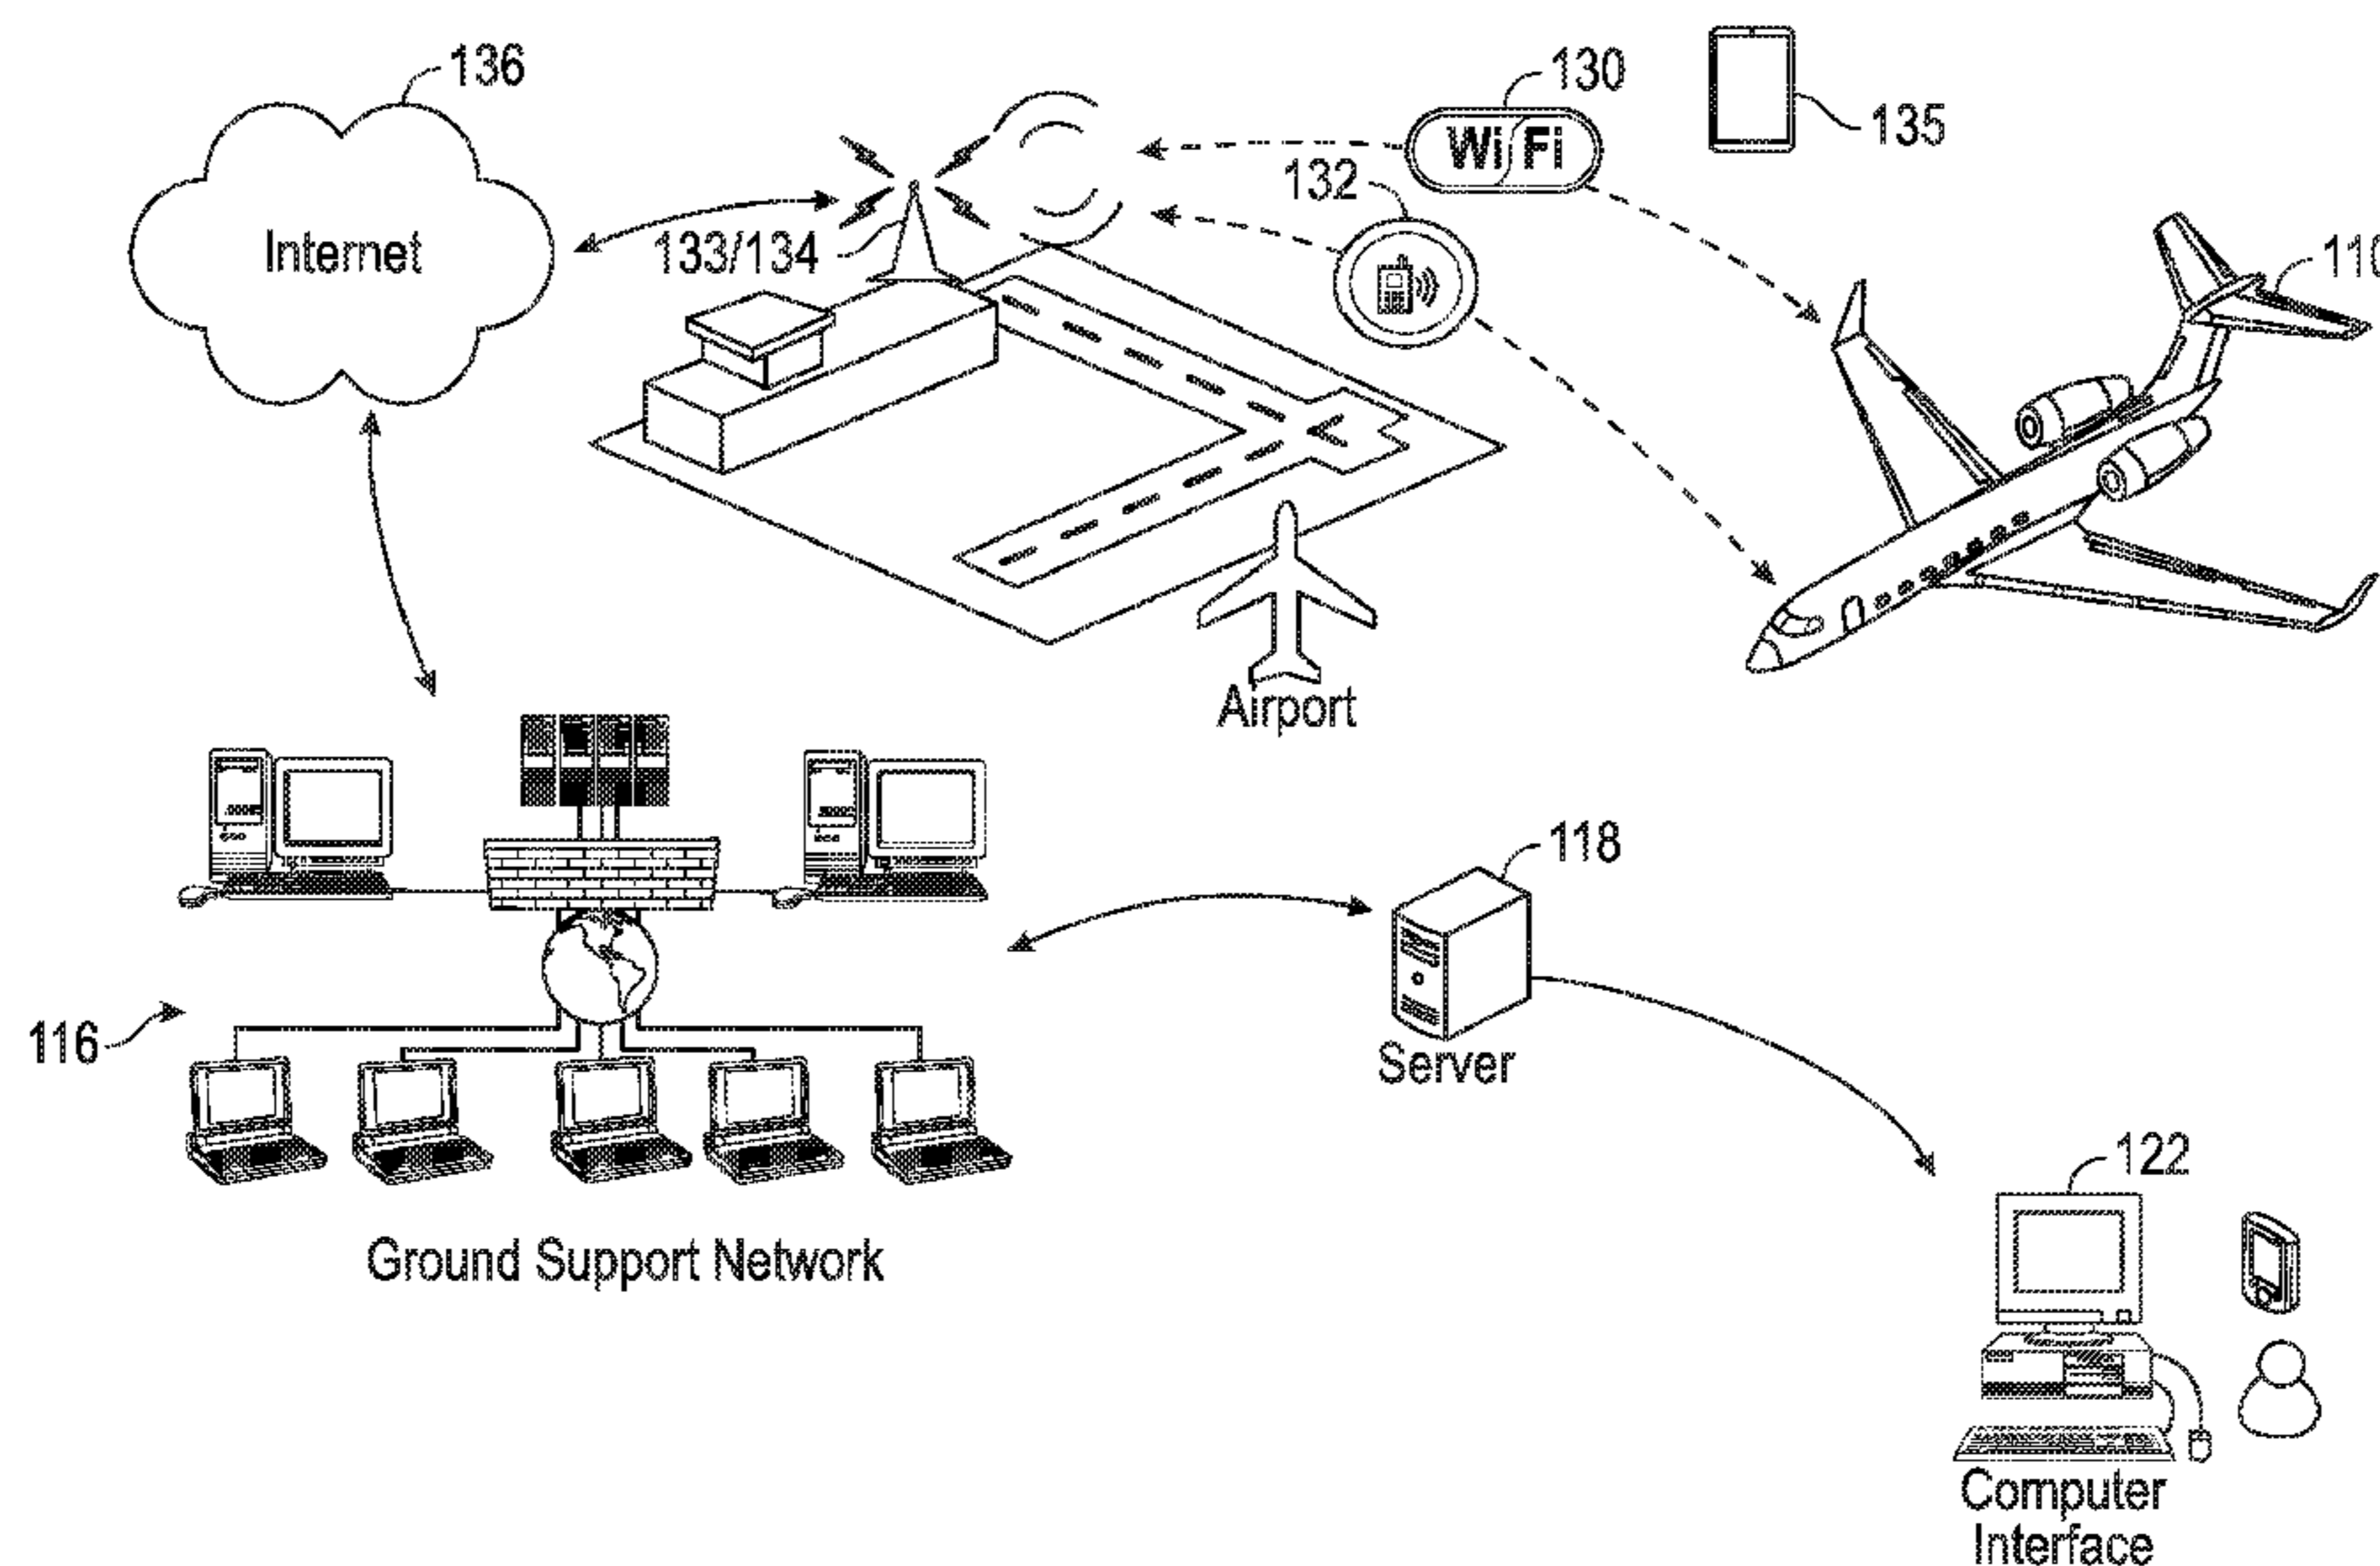 136
130
135
Wi Fi
132
Internet
133/134
110
Airport
118
116
Server
122
Ground Support Network
Computer
Interface